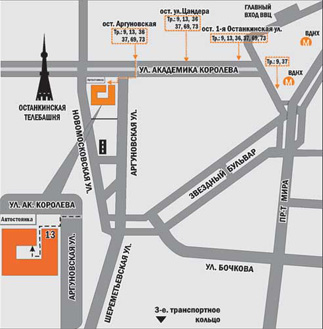 ГЛАВНЫЙ
ВХОД ВВЦ
ост. Аргуновская
Тр.: 9, 13, 36
37, 69, 73
ост. ул. Цандера
Тр.: 9, 13, 36
37, 69, 73
ост. 1-я Останкинская ул.
Тр.: 9, 13, 36, 37, 69, 73
ВДНХ
М
Тр.: 9, 37
ВДНХ
М
УЛ. АКАДЕМИКА КОРОЛЕВА
Автостоянка
ОСТАНКИНСКАЯ
ТЕЛЕБАШНЯ
НОВОМОСКОВСКАЯ УЛ.
АРГУНОВСКАЯ УЛ.
ЗВЕЗДНЫЙ БУЛЬВАР
ПР.Т МИРА
УЛ. АК. КОРОЛЕВА
Автостоянка
13
АРГУНОВСКАЯ УЛ.
ШЕРЕМЕТЬЕВСКАЯ УЛ.
УЛ. БОЧКОВА
3-е. транспортное
кольцо